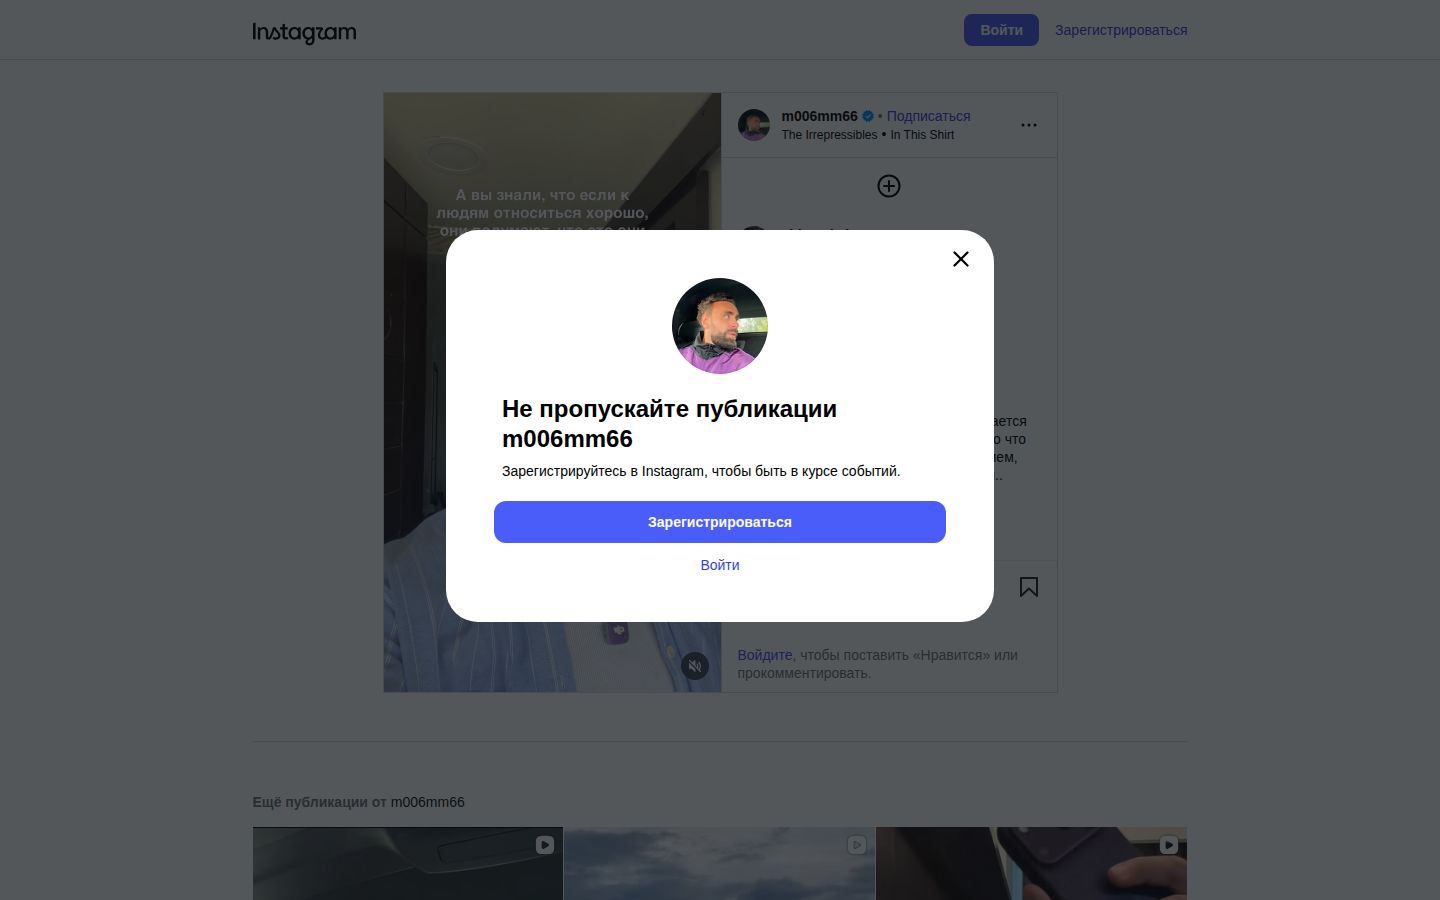 Instagram
Войти
Зарегистрироваться
А вы знали, что если к
людям относиться хорошо,
m006mm66 • Подписаться
The Irrepressibles • In This Shirt
Не пропускайте публикации
m006mm66
Зарегистрируйтесь в Instagram, чтобы быть в курсе событий.
Зарегистрироваться
Войти
о что
..
Войдите, чтобы поставить «Нравится» или
прокомментировать.
Ещё публикации от m006mm66